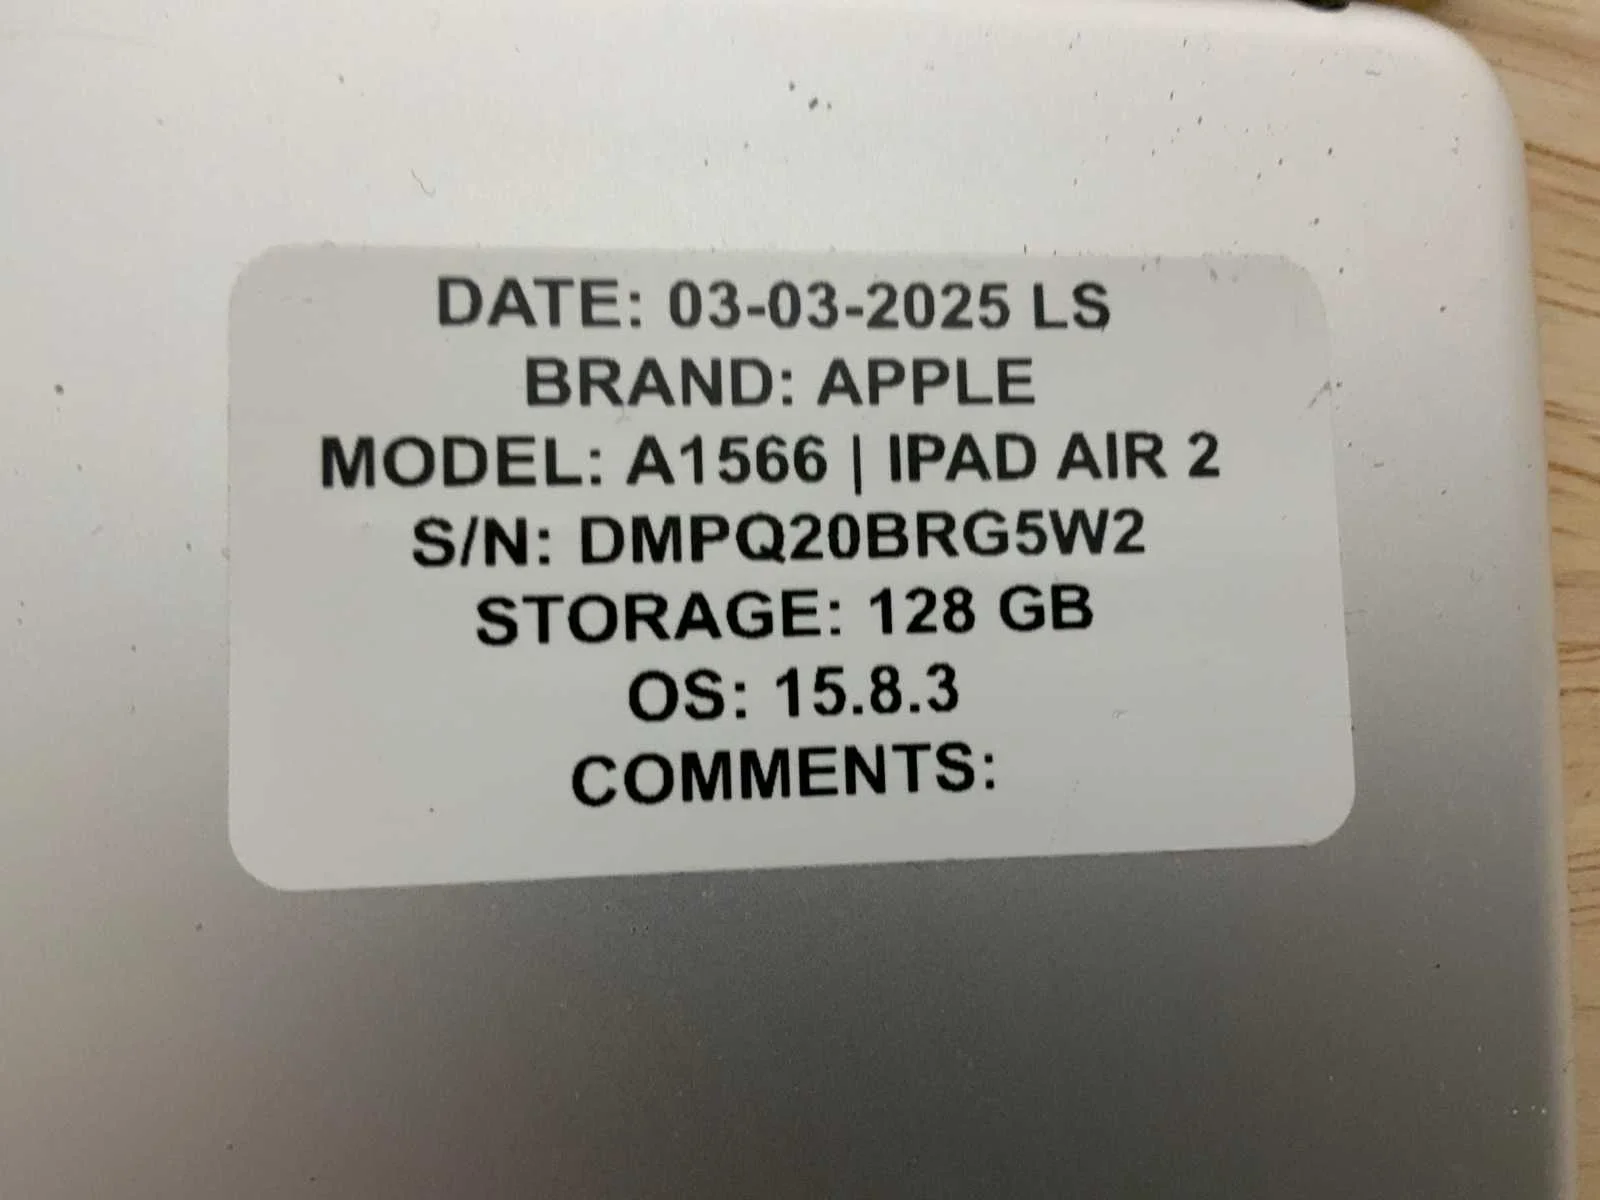 DATE: 03-03-2025 LS
BRAND: APPLE
MODEL: A1566 | IPAD AIR 2
S/N: DMPQ20BRG5W2
STORAGE: 128 GB
OS: 15.8.3
COMMENTS: